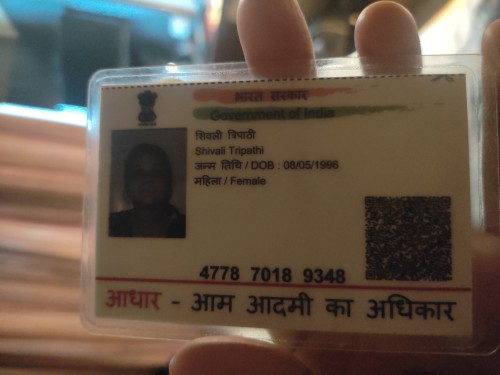 भारत सरकार
Government of India
शिवली त्रिपाठी
Shivali Tripathi
जन्म तिथि / DOB : 08/05/1996
महिला / Female
4778 7018 9348
आधार - आम आदमी का अधिकार